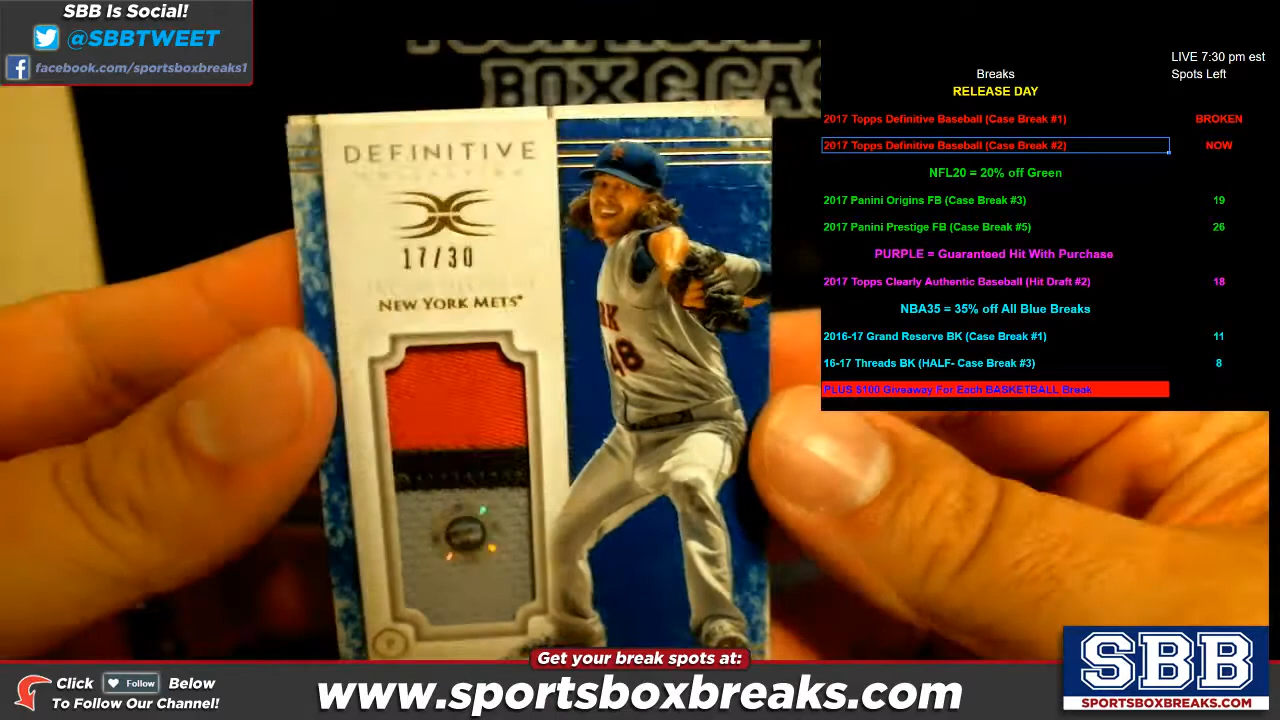 SBB Is Social!
@SBBTWEET
facebook.com/sportsboxbreaks1
BOX & CAS
DEFINITIVE
17/30
NEW YORK METS
48
LIVE 7:30 pm est
Breaks
Spots Left
RELEASE DAY
2017 Topps Definitive Baseball (Case Break #1) BROKEN
2017 Topps Definitive Baseball (Case Break #2) NOW
NFL20 = 20% off Green
2017 Panini Origins FB (Case Break #3) 19
2017 Panini Prestige FB (Case Break #5) 26
PURPLE = Guaranteed Hit With Purchase
2017 Topps Clearly Authentic Baseball (Hit Draft #2) 18
NBA35 = 35% off All Blue Breaks
2016-17 Grand Reserve BK (Case Break #1) 11
16-17 Threads BK (HALF- Case Break #3) 8
PLUS $100 Giveaway For Each BASKETBALL Break
Get your break spots at:
Click Follow Below
To Follow Our Channel!
www.sportsboxbreaks.com
SBB
SPORTSBOXBREAKS.COM